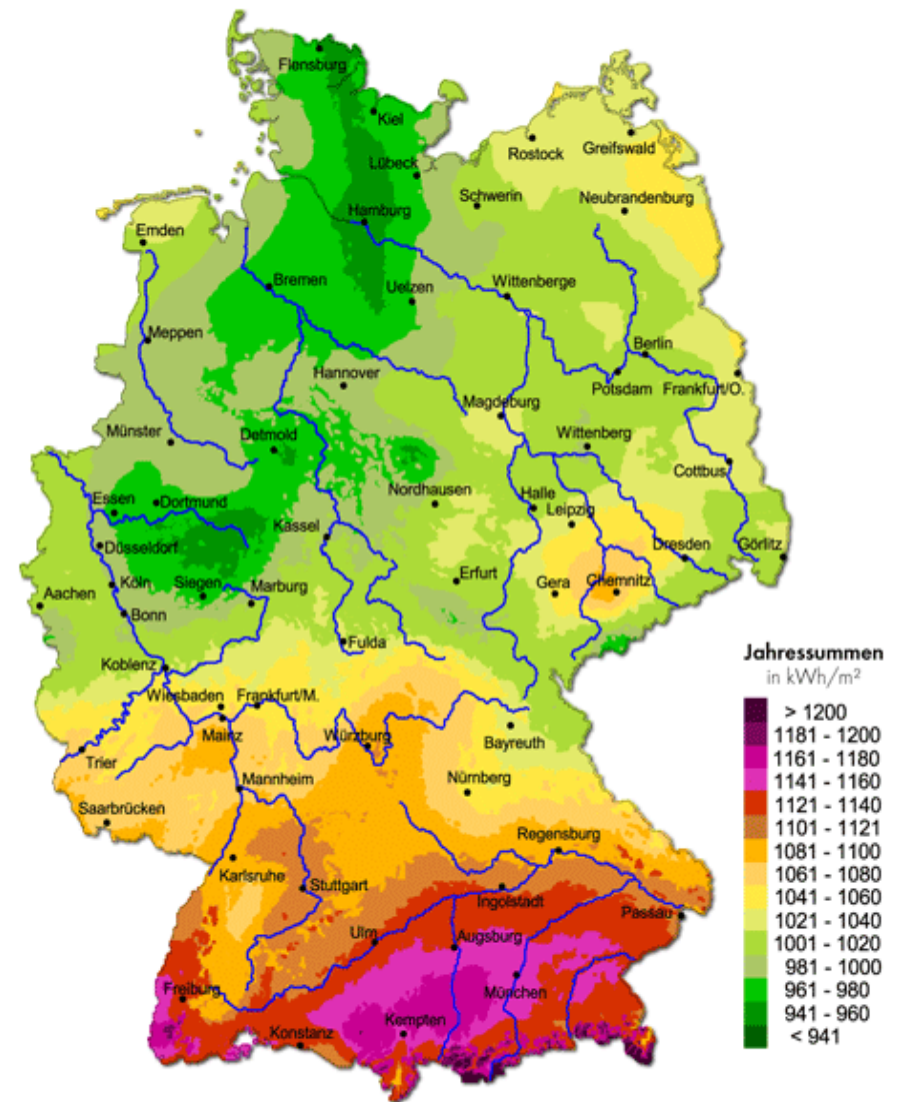 Flensburg
Kiel
Lübeck
Rostock
Greifswald
Schwerin
Neubrandenburg
Hamburg
Emden
Bremen
Uelzen
Wittenberge
Meppen
Berlin
Hannover
Potsdam
Frankfurt/O.
Magdeburg
Münster
Detmold
Wittenberg
Cottbus
Nordhausen
Halle
Essen
Dortmund
Leipzig
Kassel
Düsseldorf
Dresden
Görlitz
Köln
Siegen
Marburg
Erfurt
Gera
Chemnitz
Aachen
Bonn
Fulda
Koblenz
Wiesbaden
Frankfurt/M.
Mainz
Würzburg
Bayreuth
Trier
Mannheim
Nürnberg
Saarbrücken
Regensburg
Karlsruhe
Stuttgart
Ingolstadt
Passau
Ulm
Augsburg
Freiburg
München
Kempten
Konstanz
Jahressummen
in kWh/m²
> 1200
1181 - 1200
1161 - 1180
1141 - 1160
1121 - 1140
1101 - 1121
1081 - 1100
1061 - 1080
1041 - 1060
1021 - 1040
1001 - 1020
981 - 1000
961 - 980
941 - 960
< 941